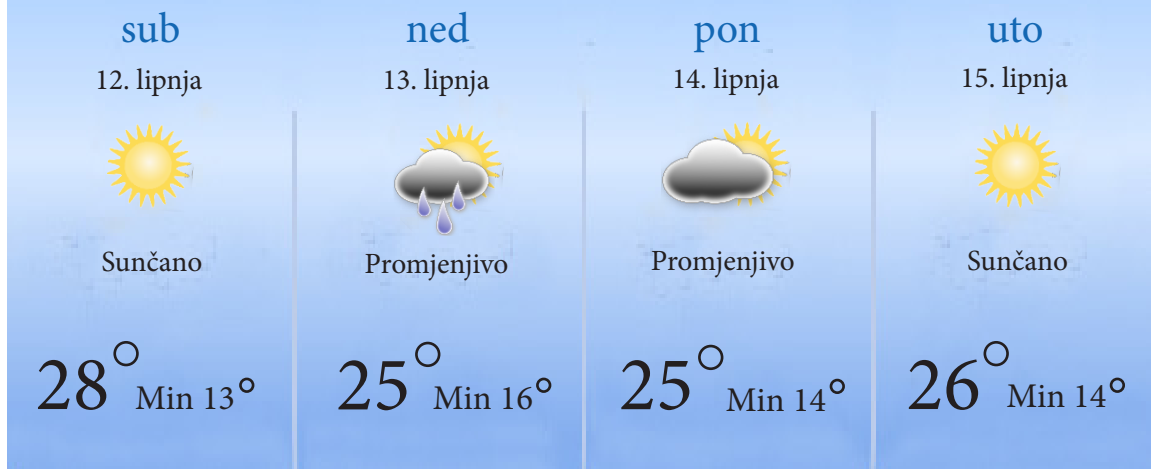 sub
12. lipnja
Sunčano
28° Min 13°
ned
13. lipnja
Promjenjivo
25° Min 16°
pon
14. lipnja
Promjenjivo
25° Min 14°
uto
15. lipnja
Sunčano
26° Min 14°